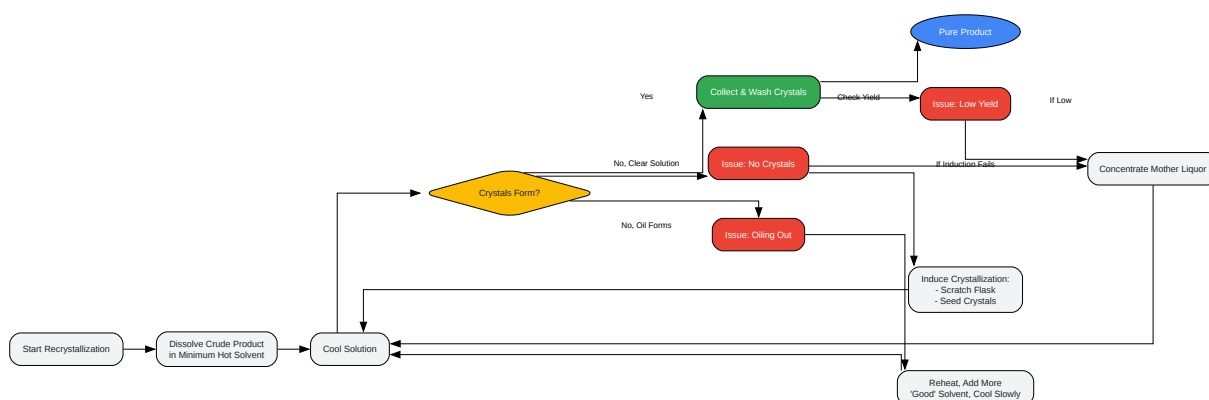 Pure Product
Yes
Collect & Wash Crystals
Check Yield
Issue: Low Yield
If Low
No, Clear Solution
Issue: No Crystals
If Induction Fails
Concentrate Mother Liquor
Crystals Form?
No, Oil Forms
Issue: Oiling Out
Induce Crystallization:
- Scratch Flask
- Seed Crystals
Start Recrystallization
Dissolve Crude Product
in Minimum Hot Solvent
Cool Solution
Reheat, Add More
'Good' Solvent, Cool Slowly